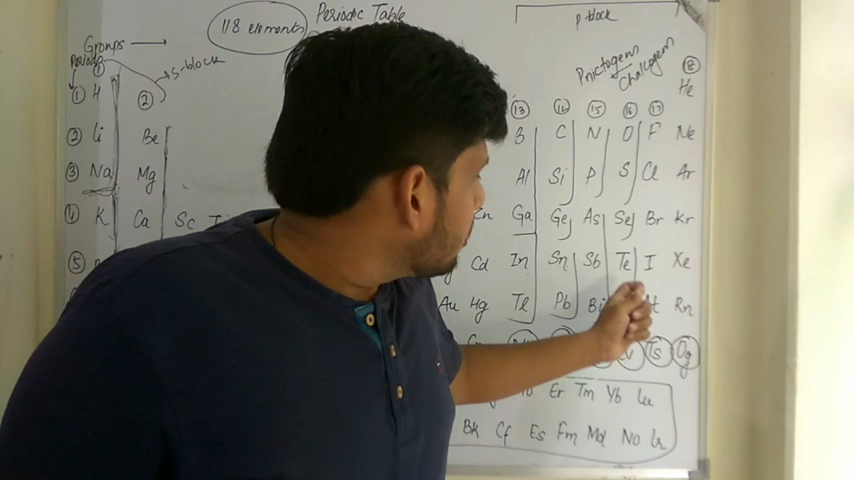 118 elements Periodic Table
p-block
Groups
Pnictogens
Chalcogens
Periods
s-block
① ⑱
① H ② He
⑬ ⑭ ⑮ ⑯ ⑰
② Li Be B C N O F Ne
③ Na Mg Al Si P S Cl Ar
④ K Ca Sc Ti Zn Ga Ge As Se Br Kr
⑤ Cd In Sn Sb Te I Xe
Au Hg Tl Pb Bi At Rn
Ts Og
Er Tm Yb Lu
Bk Cf Es Fm Md No Lr